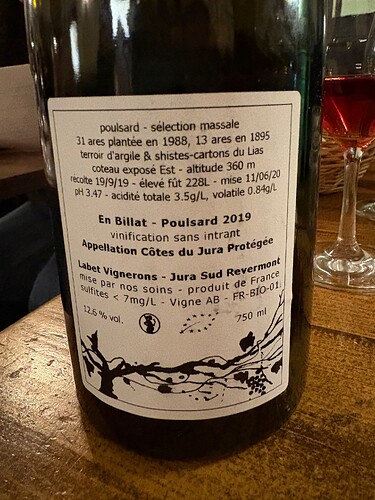 poulsard - sélection massale
31 ares plantée en 1988, 13 ares en 1895
terroir d'argile & shistes-cartons du Lias
coteau exposé Est - altitude 360 m
récolte 19/9/19 - élevé fût 228L - mise 11/06/20
pH 3.47 - acidité totale 3.5g/L, volatile 0.84g/L
En Billat - Poulsard 2019
vinification sans intrant
Appellation Côtes du Jura Protégée
Labet Vignerons - Jura Sud Revermont
mise par nos soins - produit de France
sulfites < 7mg/L - Vigne AB - FR-BIO-01
12.6 % vol. 750 ml